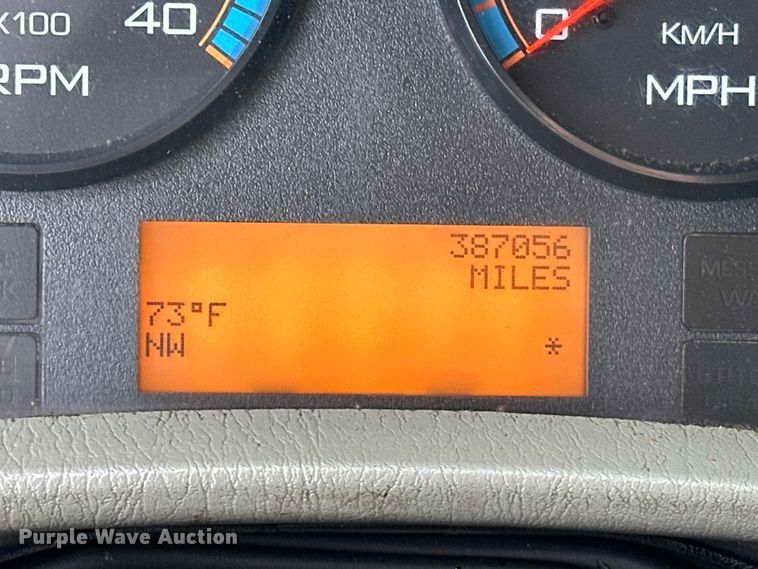 X100
40
RPM
0
KM/H
MPH
387056
MILES
73°F
NW
*
Purple Wave Auction